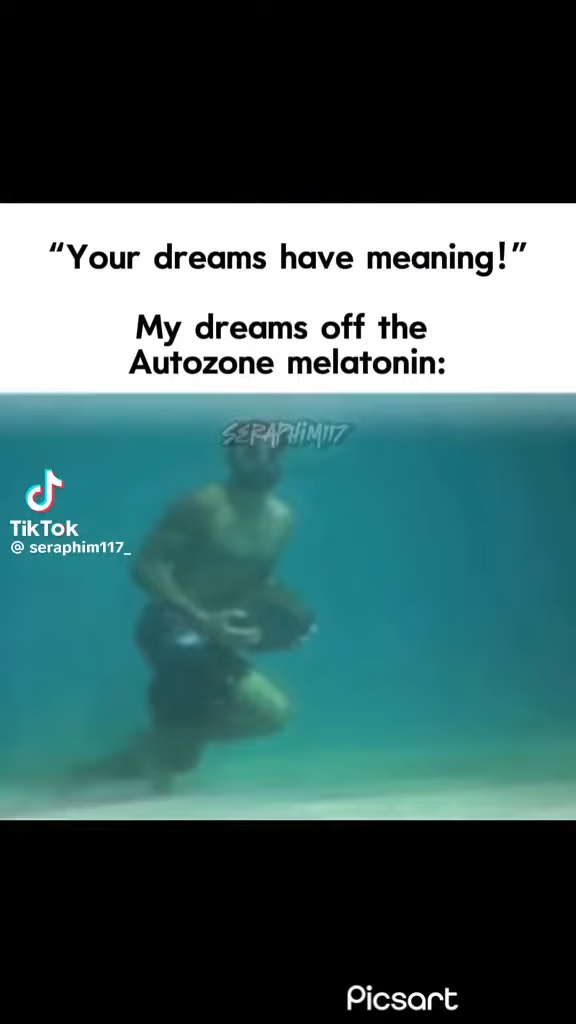 “Your dreams have meaning!”
My dreams off the
Autozone melatonin:
SERAPHIM117
TikTok
@ seraphim117_
Picsart